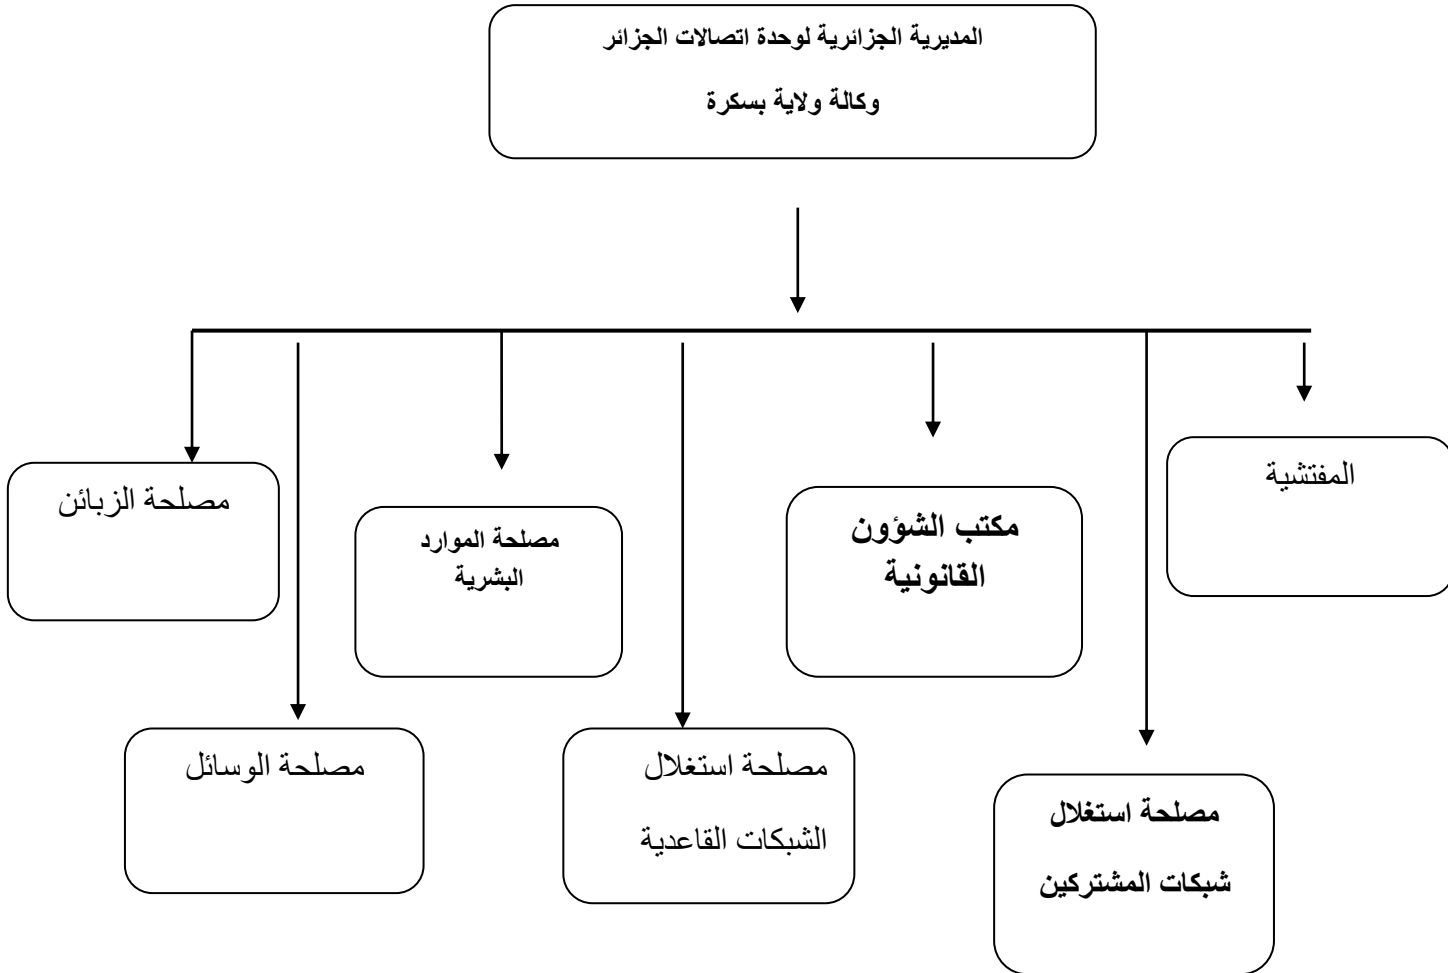 المديرية الجزائرية لوحدة اتصالات الجزائر
وكالة ولاية بسكرة
المفتشية
مكتب الشؤون
القانونية
مصلحة الموارد
البشرية
مصلحة الزبائن
مصلحة استغلال
شبكات المشتركين
مصلحة استغلال
الشبكات القاعدية
مصلحة الوسائل